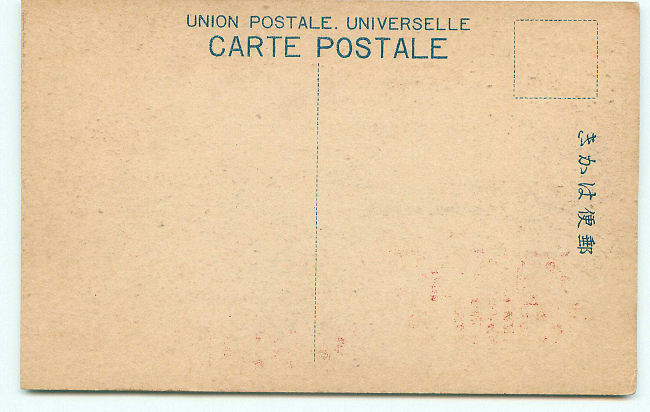 UNION POSTALE. UNIVERSELLE
CARTE POSTALE
郵便はかき